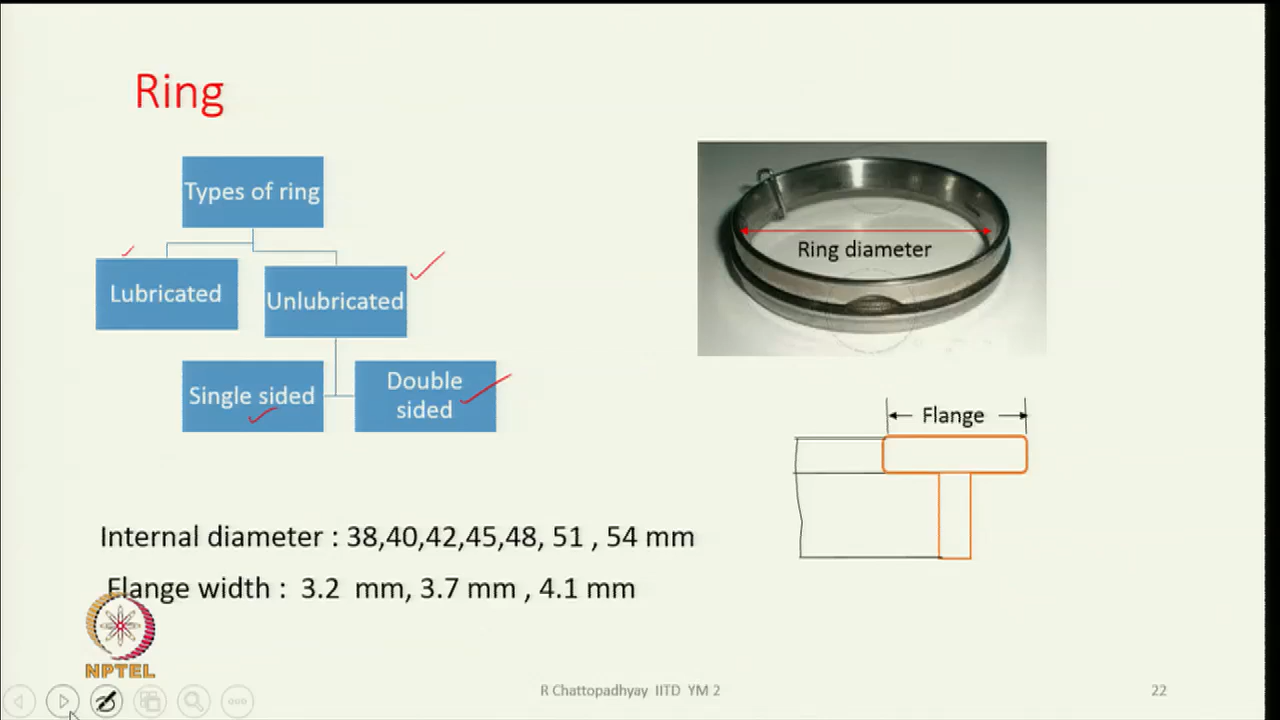 Ring
Types of ring
Lubricated
Unlubricated
Single sided
Double
sided
Ring diameter
Flange
Internal diameter : 38,40,42,45,48, 51 , 54 mm
Flange width : 3.2 mm, 3.7 mm , 4.1 mm
NPTEL
R Chattopadhyay IITD YM 2
22